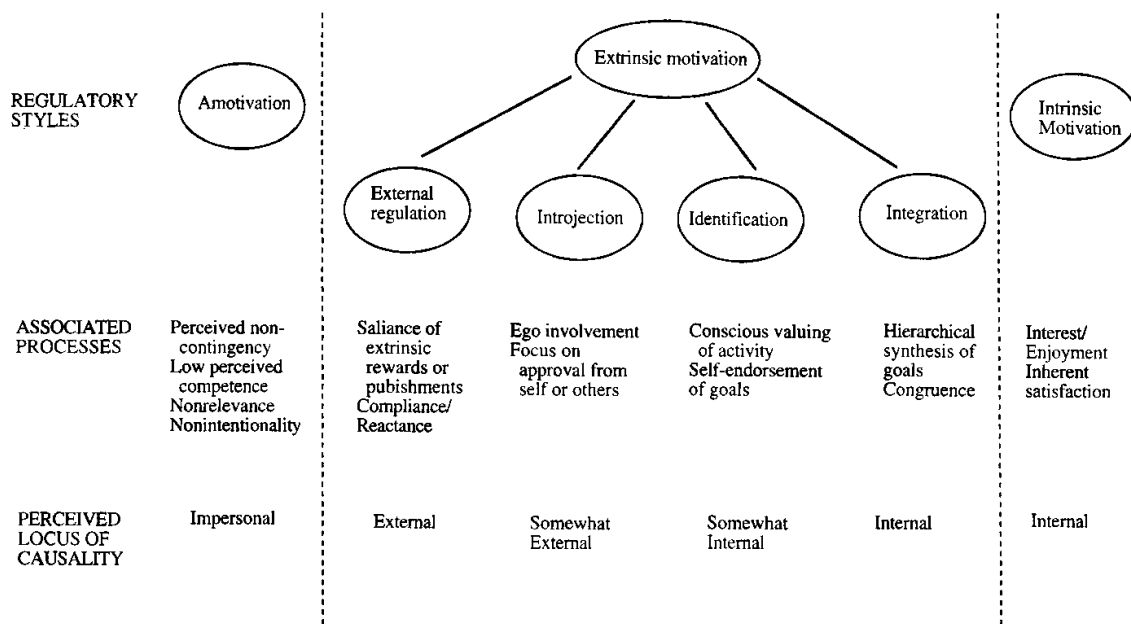 Extrinsic motivation
REGULATORY
STYLES
Amotivation
Intrinsic
Motivation
External
regulation
Introjection
Identification
Integration
ASSOCIATED
PROCESSES
Perceived non-
contingency
Low perceived
competence
Nonrelevance
Nonintentionality
Saliance of
extrinsic
rewards or
pubishments
Compliance/
Reactance
Ego involvement
Focus on
approval from
self or others
Conscious valuing
of activity
Self-endorsement
of goals
Hierarchical
synthesis of
goals
Congruence
Interest/
Enjoyment
Inherent
satisfaction
PERCEIVED
LOCUS OF
CAUSALITY
Impersonal
External
Somewhat
External
Somewhat
Internal
Internal
Internal